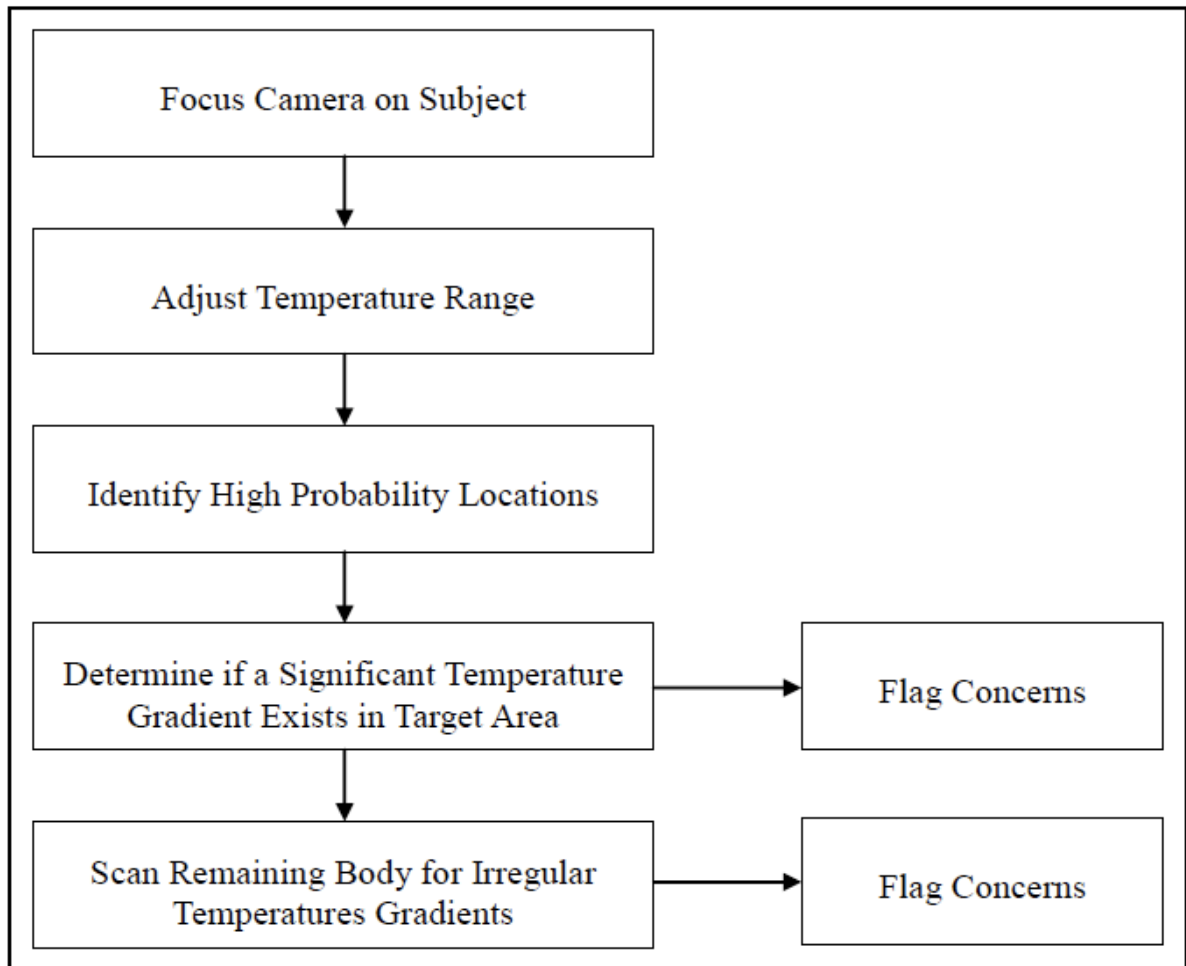 Focus Camera on Subject
Adjust Temperature Range
Identify High Probability Locations
Determine if a Significant Temperature
Gradient Exists in Target Area
Flag Concerns
Scan Remaining Body for Irregular
Temperatures Gradients
Flag Concerns